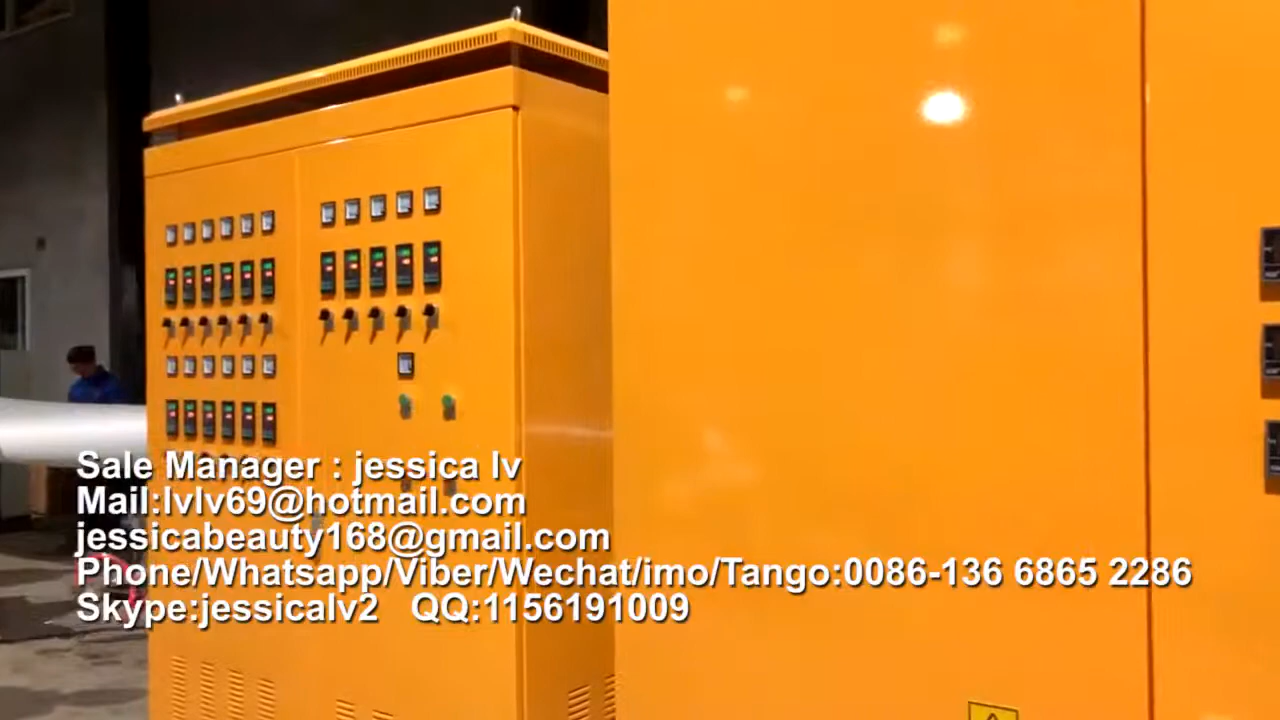 Sale Manager : jessica lv
Mail:lvlv69@hotmail.com
jessicabeauty168@gmail.com
Phone/Whatsapp/Viber/Wechat/imo/Tango:0086-136 6865 2286
Skype:jessicalv2 QQ:1156191009